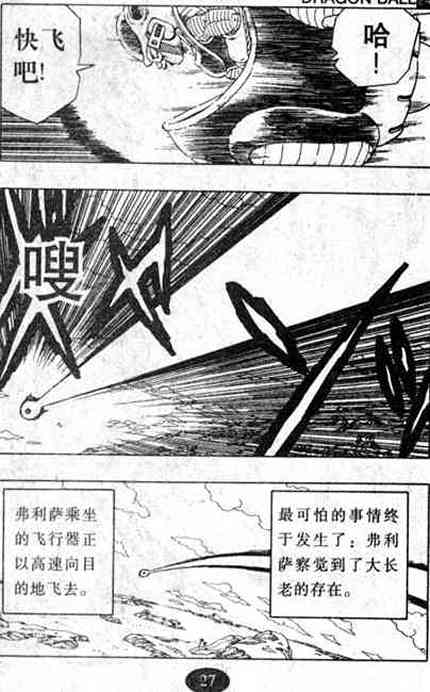 DRAGON BALL
哈！
飞
快
吧！
嗖
最可怕的事情终
于发生了；弗利
萨察觉到了大长
老的存在。
弗利萨乘坐
的飞行器正
以高速向目
的地飞去。
27